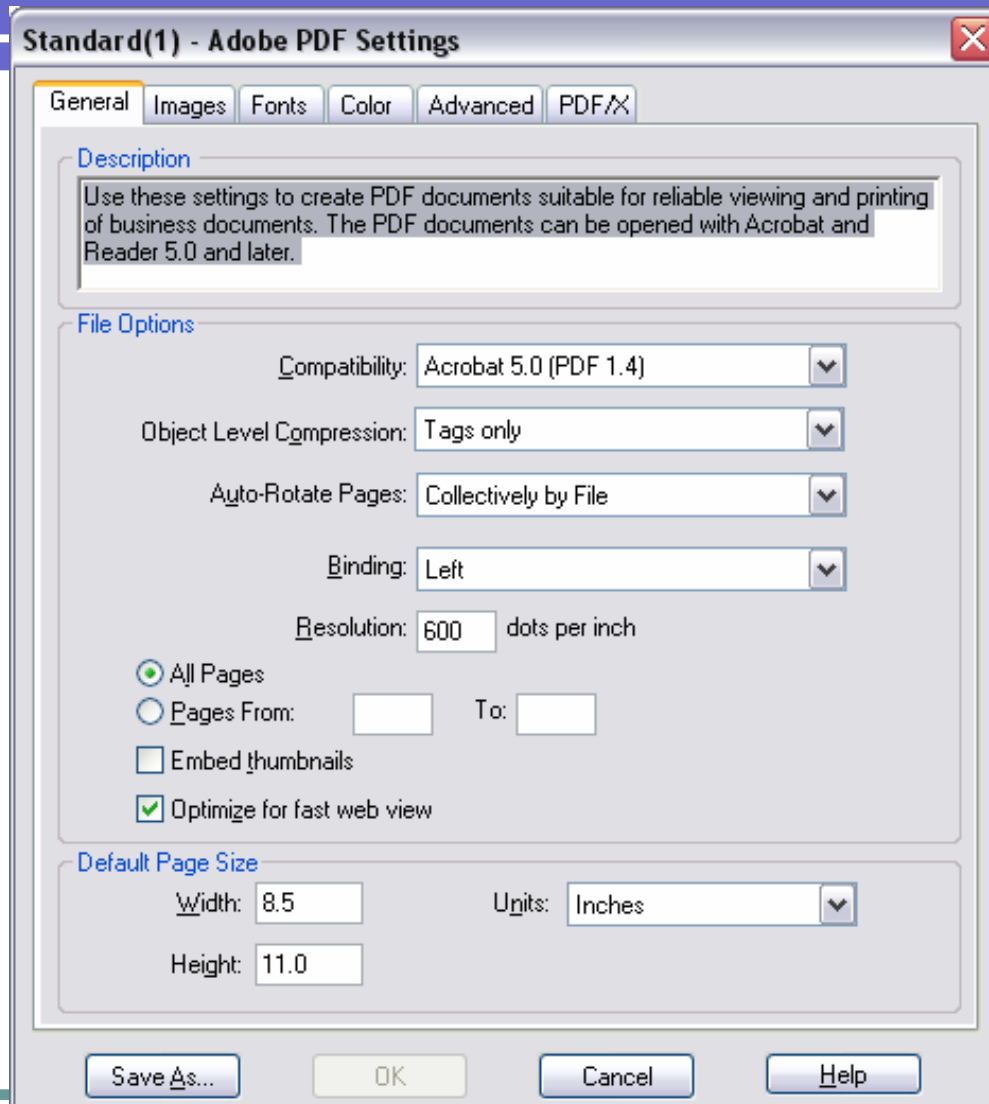 Standard(1) - Adobe PDF Settings
General Images Fonts Color Advanced PDF/X
Description
Use these settings to create PDF documents suitable for reliable viewing and printing
of business documents. The PDF documents can be opened with Acrobat and
Reader 5.0 and later.
File Options
Compatibility: Acrobat 5.0 (PDF 1.4)
Object Level Compression: Tags only
Auto-Rotate Pages: Collectively by File
Binding: Left
Resolution: 600 dots per inch
All Pages
Pages From: To:
Embed thumbnails
Optimize for fast web view
Default Page Size
Width: 8.5 Units: Inches
Height: 11.0
Save As... OK Cancel Help